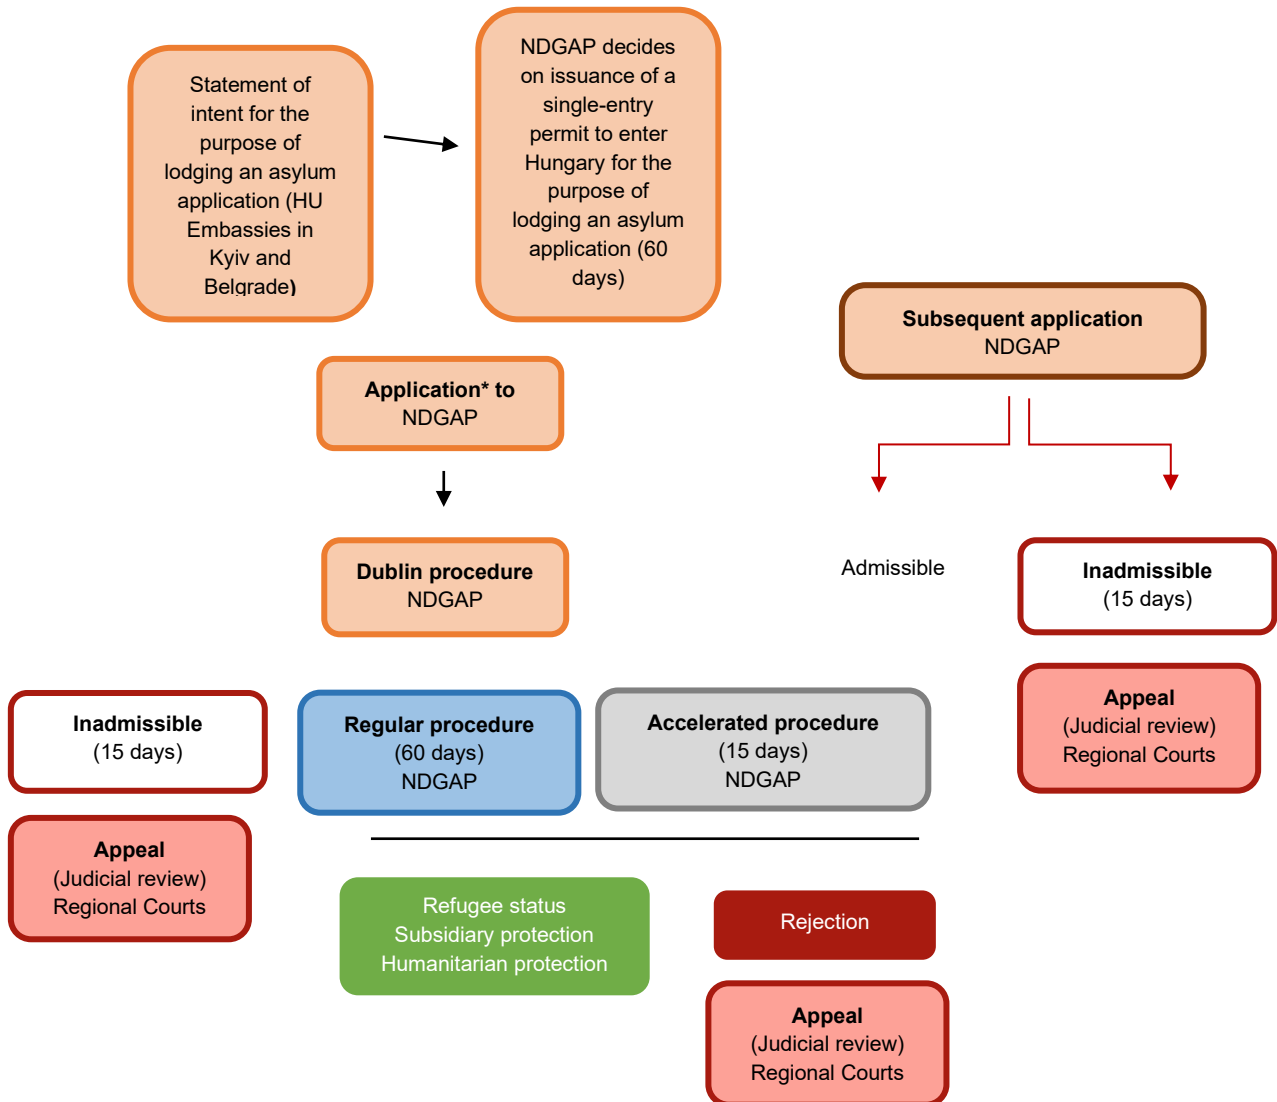 Statement of
intent for the
purpose of
lodging an asylum
application (HU
Embassies in
Kyiv and
Belgrade)
NDGAP decides
on issuance of a
single-entry
permit to enter
Hungary for the
purpose of
lodging an asylum
application (60
days)
Subsequent application
NDGAP
Application* to
NDGAP
Dublin procedure
NDGAP
Admissible
Inadmissible
(15 days)
Appeal
(Judicial review)
Regional Courts
Inadmissible
(15 days)
Regular procedure
(60 days)
NDGAP
Accelerated procedure
(15 days)
NDGAP
Appeal
(Judicial review)
Regional Courts
Refugee status
Subsidiary protection
Humanitarian protection
Rejection
Appeal
(Judicial review)
Regional Courts